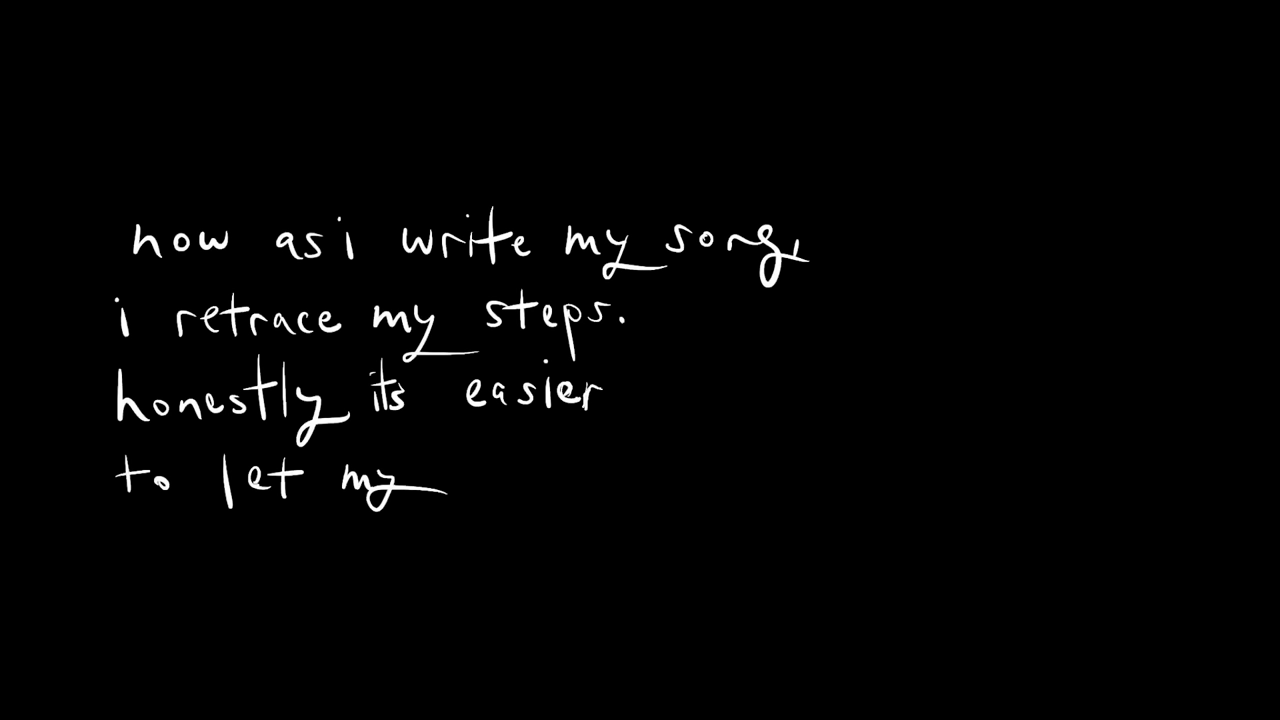 now as i write my song,
i retrace my steps.
honestly its easier
to let my